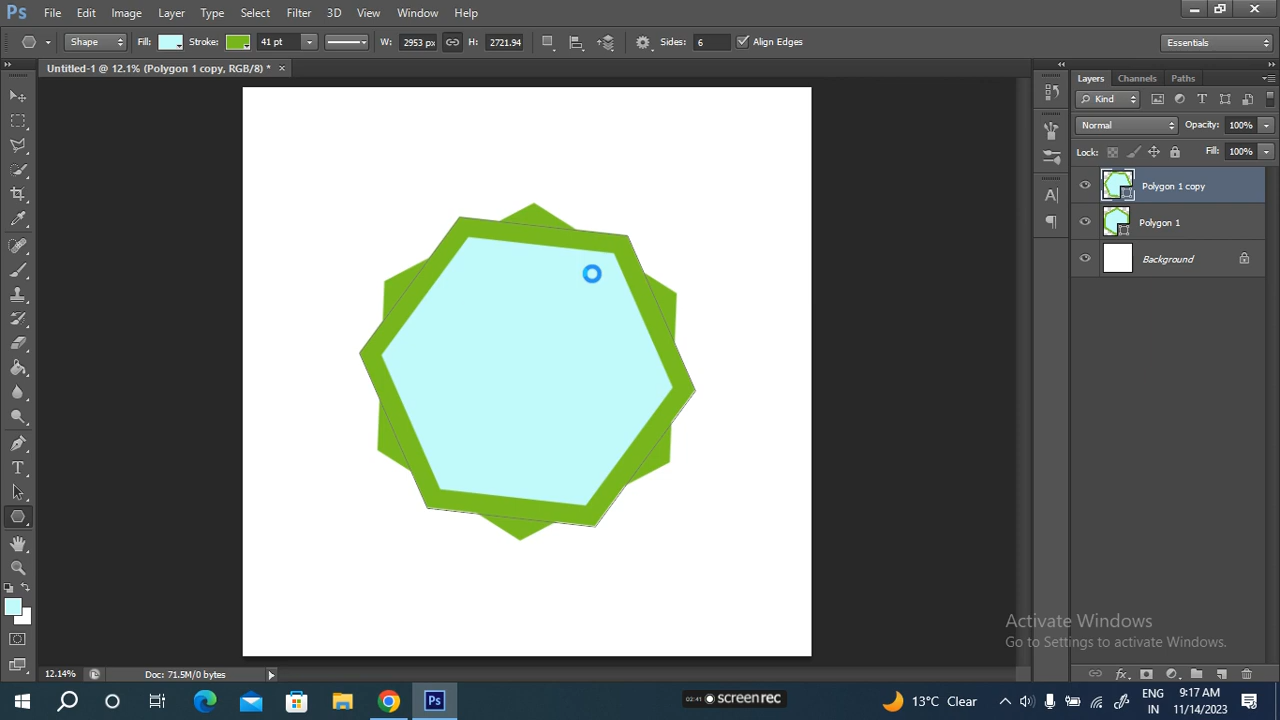 Ps File Edit Image Layer Type Select Filter 3D View Window Help
Shape Fill: Stroke: 41 pt W: 2953 px H: 2721.94 Sides: 6 Align Edges Essentials
Untitled-1 @ 12.1% (Polygon 1 copy, RGB/8) * ×
Layers Channels Paths
Kind
Normal Opacity: 100%
Lock: Fill: 100%
Polygon 1 copy
Polygon 1
Background
Activate Windows
Go to Settings to activate Windows.
12.14% Doc: 71.5M/0 bytes
Ps 02:41 screenrec 13°C Clear ENG IN 9:17 AM 11/14/2023